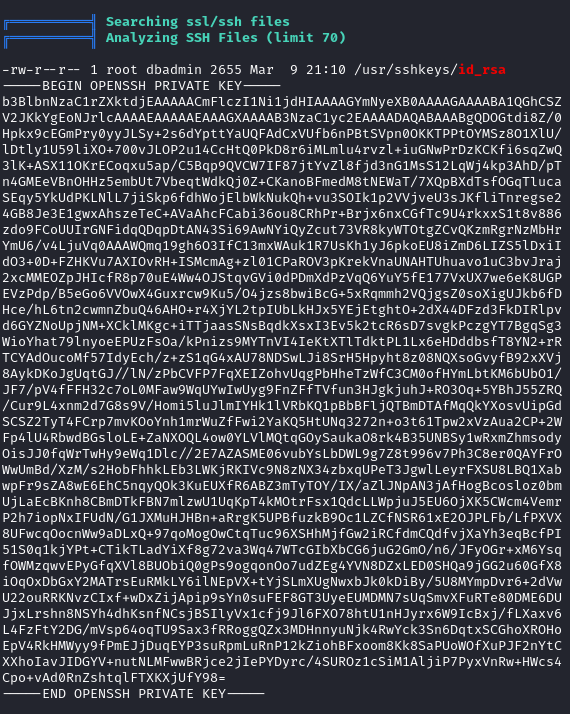 Searching ssl/ssh files
Analyzing SSH Files (limit 70)
-rw-r--r-- 1 root dbadmin 2655 Mar  9 21:10 /usr/sshkeys/id_rsa
-----BEGIN OPENSSH PRIVATE KEY-----
b3BlbnNzaC1rZXktdjEAAAAACmFlczI1Ni1jdHIAAAAGYmNyeXB0AAAAGAAAABA1QGhCSZ
V2JKkYgEoNJrlcAAAAEAAAAAEAAAGXAAAAB3NzaC1yc2EAAAADAQABAAABgQDOGtdi8Z/0
Hpkx9cEGmPry0yyJLSy+2s6dYpttYaUQFAdCxVUfb6nPBtSVpn0OKKTPPtOYMSz8O1XlU/
lDtly1U59liXO+700vJLOP2u14CcHtQ0PkD8r6iMLmlu4rvzl+iuGNwPrDzKCKfi6sqZwQ
3lK+ASX11OKrECoqxu5ap/C5Bqp9QVCW7IF87jtYvZl8fjd3nG1MsS12LqWj4kp3AhD/pT
n4GMEeVBnOHHz5embUt7VbeqtWdkQj0Z+CKanoBFmedM8tNEWaT/7XQpBXdTsfOGqTluca
SEqy5YkUdPKLNlL7jiSkp6fdhWojElbWkNukQh+vu3SOIk1p2VVjveU3sJKfliTnregse2
4GB8Je3E1gwxAhszeTeC+AVaAhcFCabi36ou8CRhPr+Brjx6nxCGfTc9U4rkxxS1t8v886
zdo9FCoUUIrGNFidqQDqpDtAN43Si69AwNYiQyZcut73VR8kyWTOtgZCvQKzmRgrNzMbHr
YmU6/v4LjuVq0AAAWQmq19gh6O3IfC13mxWAuk1R7UsKh1yJ6pkoEU8iZmD6LIZS5lDxiI
dO3+0D+FZHKVu7AXIOvRH+ISMcmAg+zl01CPaROV3pKrekVnaUNAHTUhuavo1uC3bvJraj
2xcMMEOZpJHIcfR8p70uE4Ww4OJStqvGVi0dPDmXdPzVqQ6YuY5fE177VxUX7we6eK8UGP
EVzPdp/B5eGo6VVOwX4Guxrcw9Ku5/O4jzs8bwiBcG+5xRqmmh2VQjgsZ0soXigUJkb6fD
Hce/hL6tn2cwmnZbuQ46AHO+r4XjYL2tpIUbLkHJx5YEjEtghtO+2dX44DFzd3FkDIRlpv
d6GYZNoUpjNM+XCklMKgc+iTTjaasSNsBqdkXsxI3Ev5k2tcR6sD7svgkPczgYT7BgqSg3
WioYhat79lnyoeEPUzFsOa/kPnizs9MYTnVI4IeKtXTlTdktPL1Lx6eHDddbsfT8YN2+rR
TCYAdOucoMf57IdyEch/z+zS1qG4xAU78NDSwLJi8SrH5Hpyht8z08NQXsoGvyfB92xXVj
8AykDKoJgUqtGJ//lN/zPbCVFP7FqXEIZohvUqgPbHheTzWfC3CM0ofHYmLbtKM6bUbO1/
JF7/pV4fFFH32c7oL0MFaw9WqUYwIwUyg9FnZFfTVfun3HJgkjuhJ+RO3Oq+5YBhJ55ZRQ
/Cur9L4xnm2d7G8s9V/Homi5luJlmIYHk1lVRbKQ1pBbBFljQTBmDTAfMqQkYXosvUipGd
SCSZ2TyT4FCrp7mvKOoYnh1mrWuZfFwi2YaKQ5HtUNq3272n+o3t61Tpw2xVzAua2CP+2W
Fp4lU4RbwdBGsloLE+ZaNXOQL4ow0YLVlMQtqGOySaukaO8rk4B35UNBSy1wRxmZhmsody
OisJJ0fqWrTwHy9eWq1Dlc//2E7AZASME06vubYsLbDWL9g7Z8t996v7Ph3C8er0QAYFrO
WwUmBd/XzM/s2HobFhhkLEb3LWKjRKIVc9N8zNX34zbxqUPeT3JgwlLeyrFXSU8LBQ1Xab
wpFr9sZA8wE6EhC5nqyQOk3KuEUXfR6ABZ3mTyTOY/IX/aZlJNpAN3jAfHogBcosloz0bm
UjLaEcBKnh8CBmDTkFBN7mlzwU1UqKpT4kMOtrFsx1QdcLLWpjuJ5EU6OjXK5CWcm4Vemr
P2h7iopNxIFUdN/G1JXMuHJHBn+aRrgK5UPBfuzkB9Oc1LZCfNSR61xE2OJPLFb/LfPXVX
8UFwcqOocnWw9aDLxQ+97qoMogOwCtqTuc96XSHhMjfGw2iRCfdmCQdfvjXaYh3eqBcfPI
51S0q1kjYPt+CTikTLadYiXf8g72va3Wq47WTcGIbXbCG6juG2GmO/n6/JFyOGr+xM6Ysq
fOWMzqwvEPyGfqXVl8BUObiQ0gPs9ogqonOo7udZEg4YVN8DZxLED0SHQa9jGG2u60GfX8
iOqOxDbGxY2MATrsEuRMkLY6ilNEpVX+tYjSLmXUgNwxbJk0kDiBy/5U8MYmpDvr6+2dVw
U22ouRRKNvzCIxf+wDxZijApip9sYn0suFEF8GT3UyeEUMDMN7sUqSmvXFuRTe80DME6DU
JjxLrshn8NSYh4dhKsnfNCsjBSIlyVx1cfj9Jl6FXO78htU1nHJyrx6W9IcBxj/fLXaxv6
L4FzFtY2DG/mVsp64oqTU9Sax3fRRoggQZx3MDHnnyuNjk4RwYck3Sn6DqtxSCGhoXROHo
EpV4RkHMWyy9fPmEJjDuqEYP3suRpmLuRnP12kZiohBFxoom8Kk8SaPUoWOfXuPJF2nYtC
XXhoIavJIDGYV+nutNLMFwwBRjce2jIePYDyrc/4SUROz1cSiM1AljiP7PyxVnRw+HWcs4
Cpo+vAd0RnZshtqlFTXKXjUfY98=
-----END OPENSSH PRIVATE KEY-----